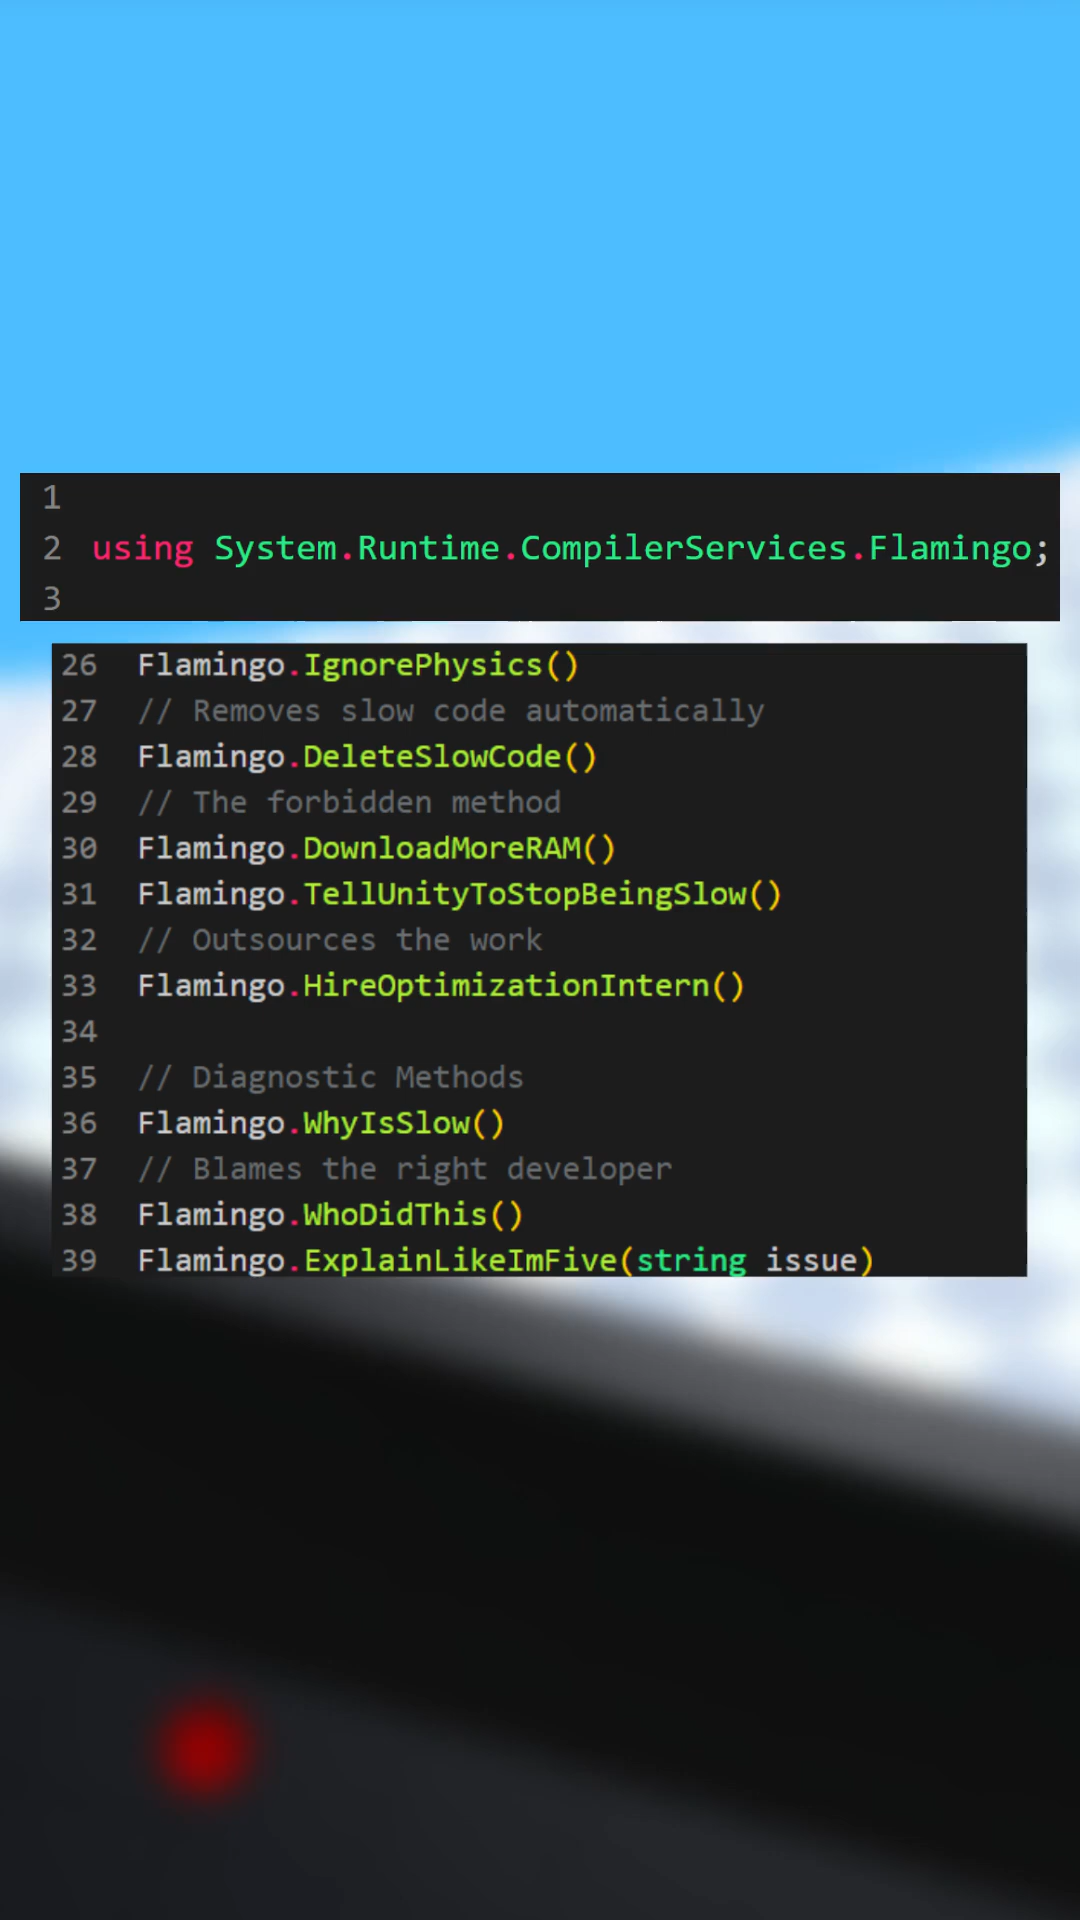 1
2 using System.Runtime.CompilerServices.Flamingo;
3
26 Flamingo.IgnorePhysics()
27 // Removes slow code automatically
28 Flamingo.DeleteSlowCode()
29 // The forbidden method
30 Flamingo.DownloadMoreRAM()
31 Flamingo.TellUnityToStopBeingSlow()
32 // Outsources the work
33 Flamingo.HireOptimizationIntern()
34
35 // Diagnostic Methods
36 Flamingo.WhyIsSlow()
37 // Blames the right developer
38 Flamingo.WhoDidThis()
39 Flamingo.ExplainLikeImFive(string issue)